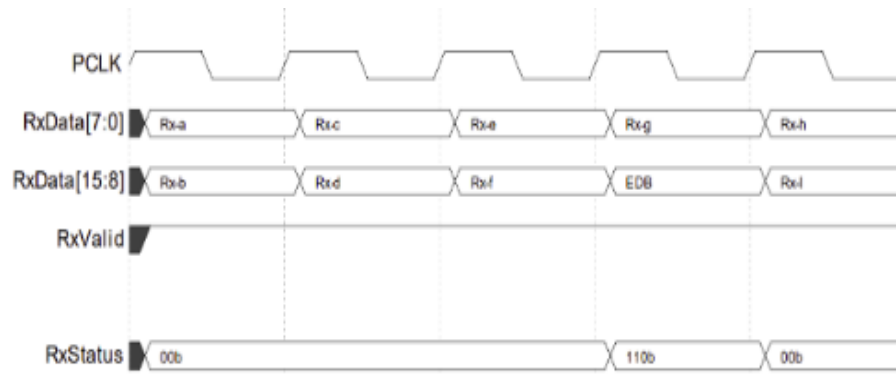 PCLK
RxData[7:0] Rx-a Rx-c Rx-e Rx-g Rx-h
RxData[15:8] Rx-b Rx-d Rx-f EDB Rx-I
RxValid
RxStatus 00b 110b 00b